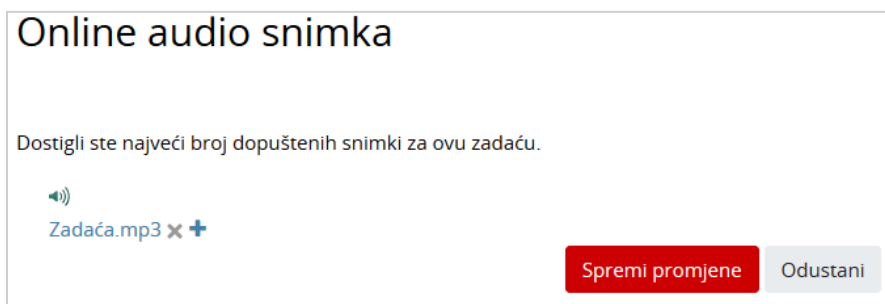 Online audio snimka
Dostigli ste najveći broj dopuštenih snimki za ovu zadaću.
Zadaća.mp3
Spremi promjene Odustani